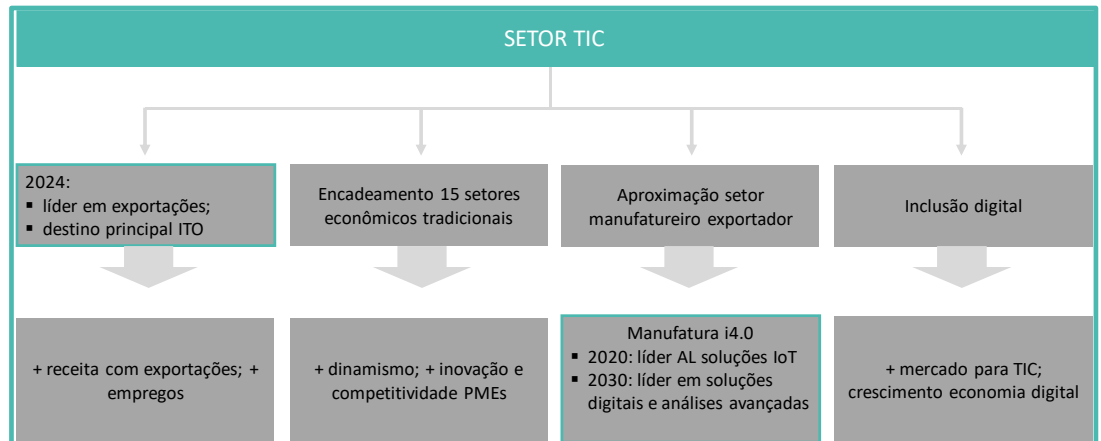 SETOR TIC
2024:
▪ líder em exportações;
▪ destino principal ITO
Encadeamento 15 setores
econômicos tradicionais
Aproximação setor
manufatureiro exportador
Inclusão digital
+ receita com exportações; +
empregos
+ dinamismo; + inovação e
competitividade PMEs
Manufatura i4.0
▪ 2020: líder AL soluções IoT
▪ 2030: líder em soluções
digitais e análises avançadas
+ mercado para TIC;
crescimento economia digital